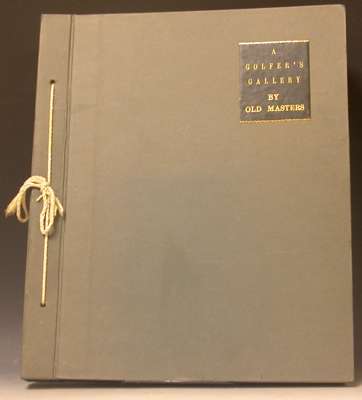 A
GOLFER'S
GALLERY
BY
OLD MASTERS